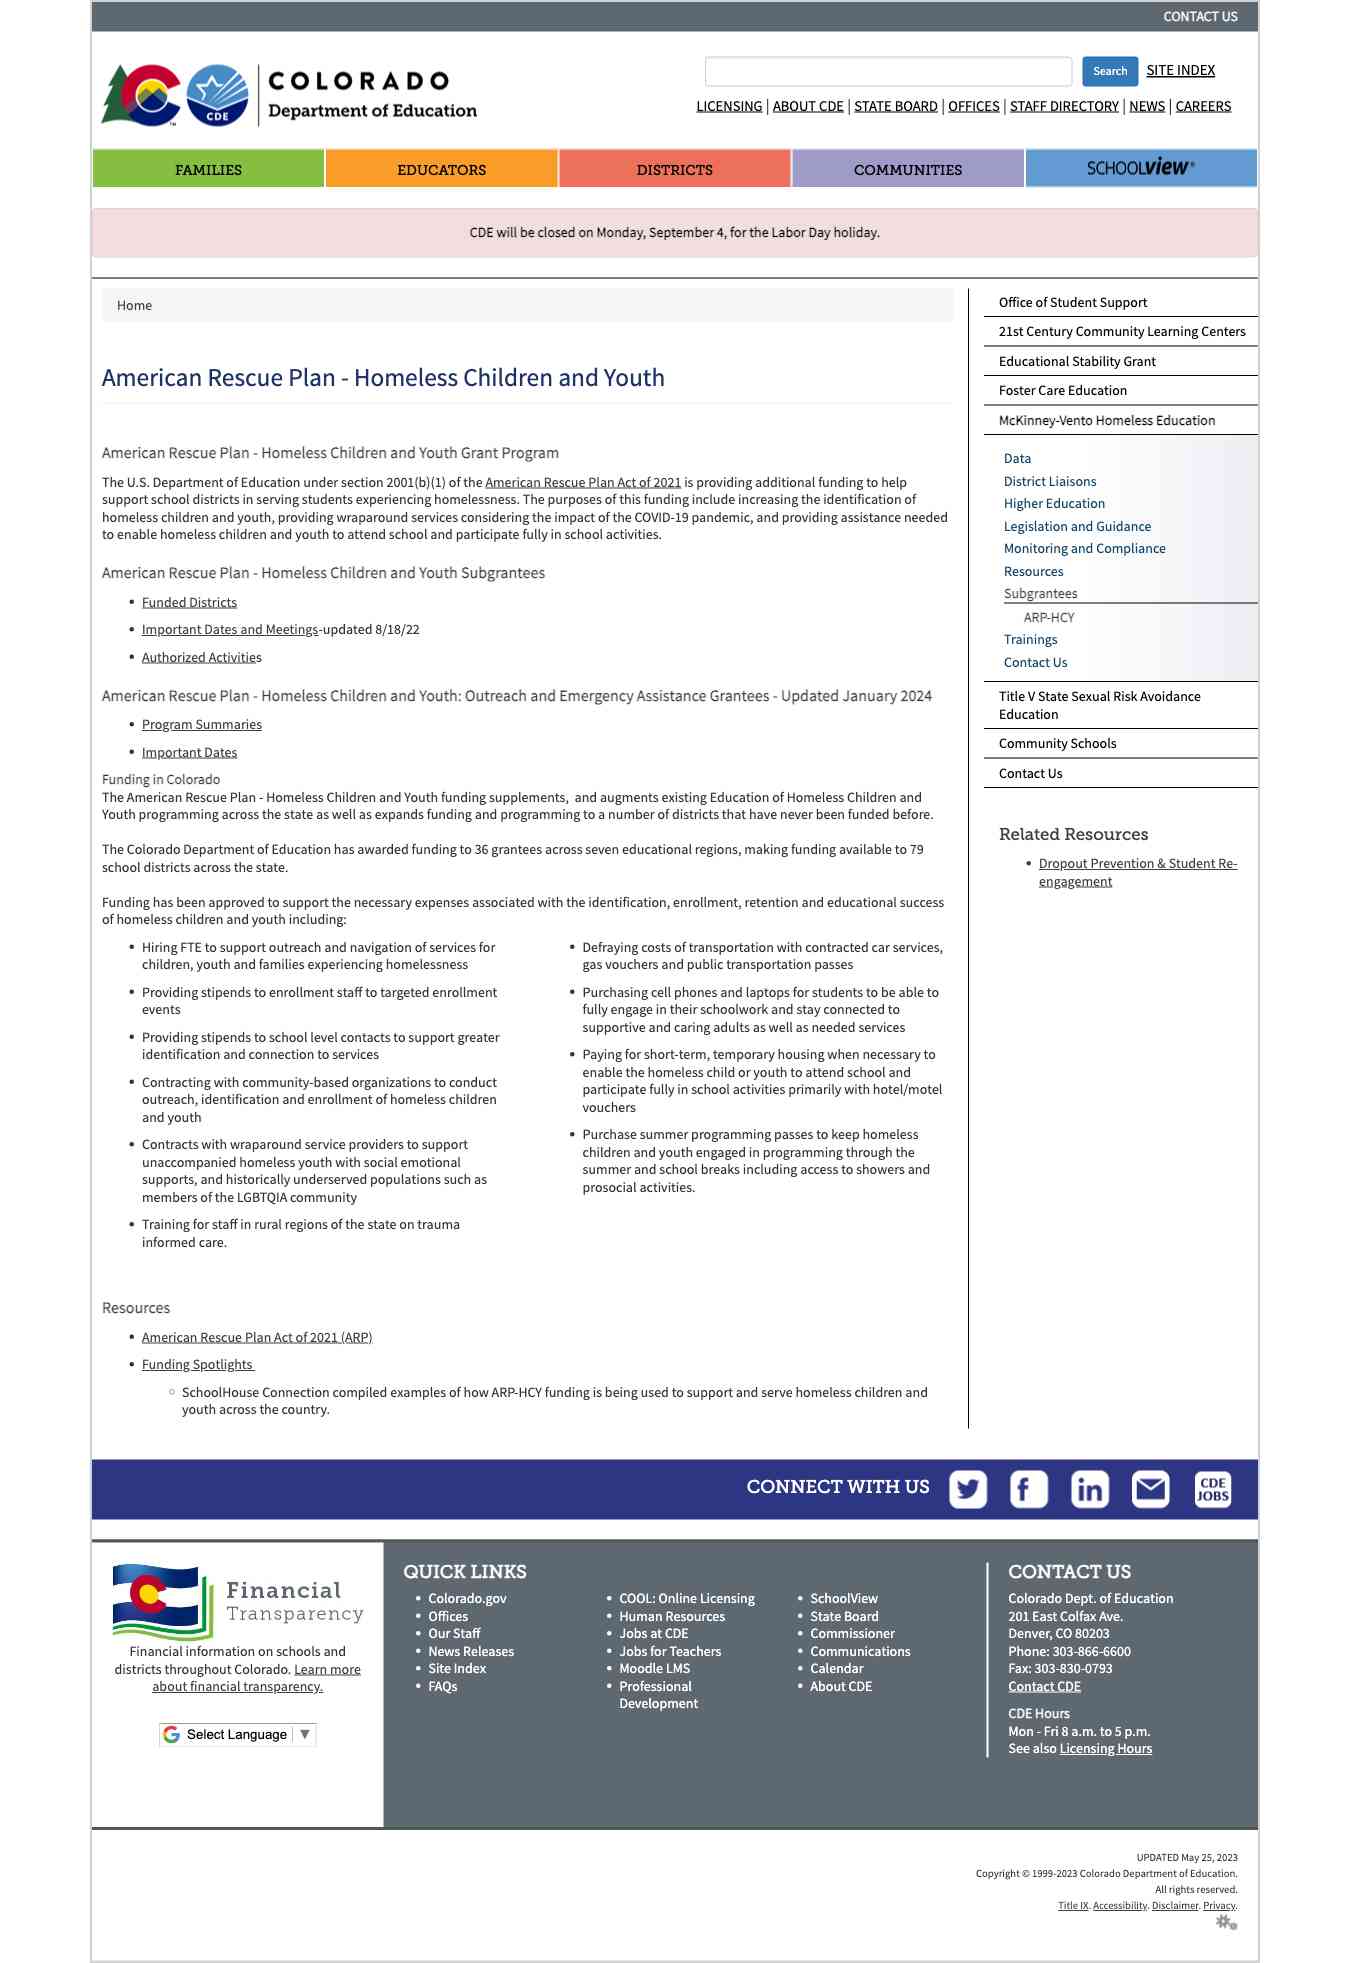 CONTACT US
CDE
COLORADO
Department of Education
Search
SITE INDEX
LICENSING | ABOUT CDE | STATE BOARD | OFFICES | STAFF DIRECTORY | NEWS | CAREERS
FAMILIES
EDUCATORS
DISTRICTS
COMMUNITIES
SCHOOLview®
CDE will be closed on Monday, September 4, for the Labor Day holiday.
Home
American Rescue Plan - Homeless Children and Youth
American Rescue Plan - Homeless Children and Youth Grant Program
The U.S. Department of Education under section 2001(b)(1) of the American Rescue Plan Act of 2021 is providing additional funding to help
support school districts in serving students experiencing homelessness. The purposes of this funding include increasing the identification of
homeless children and youth, providing wraparound services considering the impact of the COVID-19 pandemic, and providing assistance needed
to enable homeless children and youth to attend school and participate fully in school activities.
American Rescue Plan - Homeless Children and Youth Subgrantees
• Funded Districts
• Important Dates and Meetings-updated 8/18/22
• Authorized Activities
American Rescue Plan - Homeless Children and Youth: Outreach and Emergency Assistance Grantees - Updated January 2024
• Program Summaries
• Important Dates
Funding in Colorado
The American Rescue Plan - Homeless Children and Youth funding supplements, and augments existing Education of Homeless Children and
Youth programming across the state as well as expands funding and programming to a number of districts that have never been funded before.
The Colorado Department of Education has awarded funding to 36 grantees across seven educational regions, making funding available to 79
school districts across the state.
Funding has been approved to support the necessary expenses associated with the identification, enrollment, retention and educational success
of homeless children and youth including:
• Hiring FTE to support outreach and navigation of services for
children, youth and families experiencing homelessness
• Providing stipends to enrollment staff to targeted enrollment
events
• Providing stipends to school level contacts to support greater
identification and connection to services
• Contracting with community-based organizations to conduct
outreach, identification and enrollment of homeless children
and youth
• Contracts with wraparound service providers to support
unaccompanied homeless youth with social emotional
supports, and historically underserved populations such as
members of the LGBTQIA community
• Training for staff in rural regions of the state on trauma
informed care.
• Defraying costs of transportation with contracted car services,
gas vouchers and public transportation passes
• Purchasing cell phones and laptops for students to be able to
fully engage in their schoolwork and stay connected to
supportive and caring adults as well as needed services
• Paying for short-term, temporary housing when necessary to
enable the homeless child or youth to attend school and
participate fully in school activities primarily with hotel/motel
vouchers
• Purchase summer programming passes to keep homeless
children and youth engaged in programming through the
summer and school breaks including access to showers and
prosocial activities.
Resources
• American Rescue Plan Act of 2021 (ARP)
• Funding Spotlights
○ SchoolHouse Connection compiled examples of how ARP-HCY funding is being used to support and serve homeless children and
youth across the country.
Office of Student Support
21st Century Community Learning Centers
Educational Stability Grant
Foster Care Education
McKinney-Vento Homeless Education
Data
District Liaisons
Higher Education
Legislation and Guidance
Monitoring and Compliance
Resources
Subgrantees
ARP-HCY
Trainings
Contact Us
Title V State Sexual Risk Avoidance
Education
Community Schools
Contact Us
Related Resources
• Dropout Prevention & Student Re-
engagement
CONNECT WITH US
CDE
JOBS
Financial
Transparency
Financial information on schools and
districts throughout Colorado. Learn more
about financial transparency.
Select Language ▼
QUICK LINKS
• Colorado.gov
• Offices
• Our Staff
• News Releases
• Site Index
• FAQs
• COOL: Online Licensing
• Human Resources
• Jobs at CDE
• Jobs for Teachers
• Moodle LMS
• Professional
Development
• SchoolView
• State Board
• Commissioner
• Communications
• Calendar
• About CDE
CONTACT US
Colorado Dept. of Education
201 East Colfax Ave.
Denver, CO 80203
Phone: 303-866-6600
Fax: 303-830-0793
Contact CDE
CDE Hours
Mon - Fri 8 a.m. to 5 p.m.
See also Licensing Hours
UPDATED May 25, 2023
Copyright © 1999-2023 Colorado Department of Education.
All rights reserved.
Title IX. Accessibility. Disclaimer. Privacy.